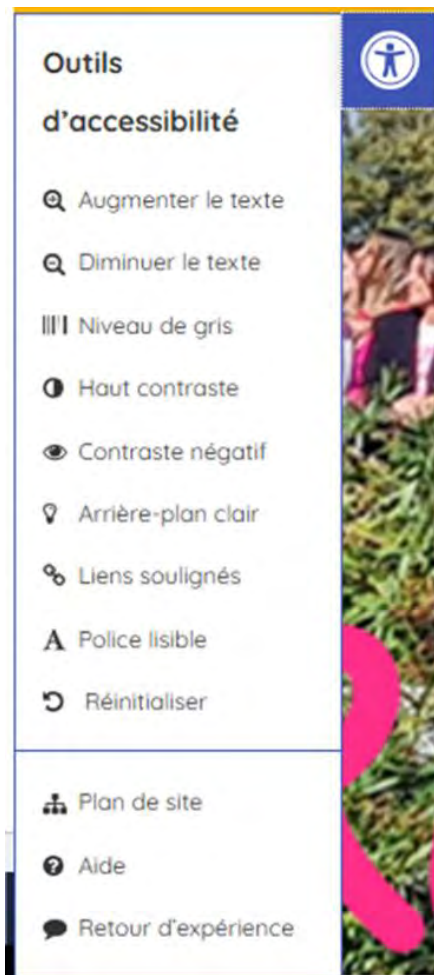 Outils
d'accessibilité
Augmenter le texte
Diminuer le texte
Niveau de gris
Haut contraste
Contraste négatif
Arrière-plan clair
Liens soulignés
A Police lisible
Réinitialiser
Plan de site
Aide
Retour d'expérience